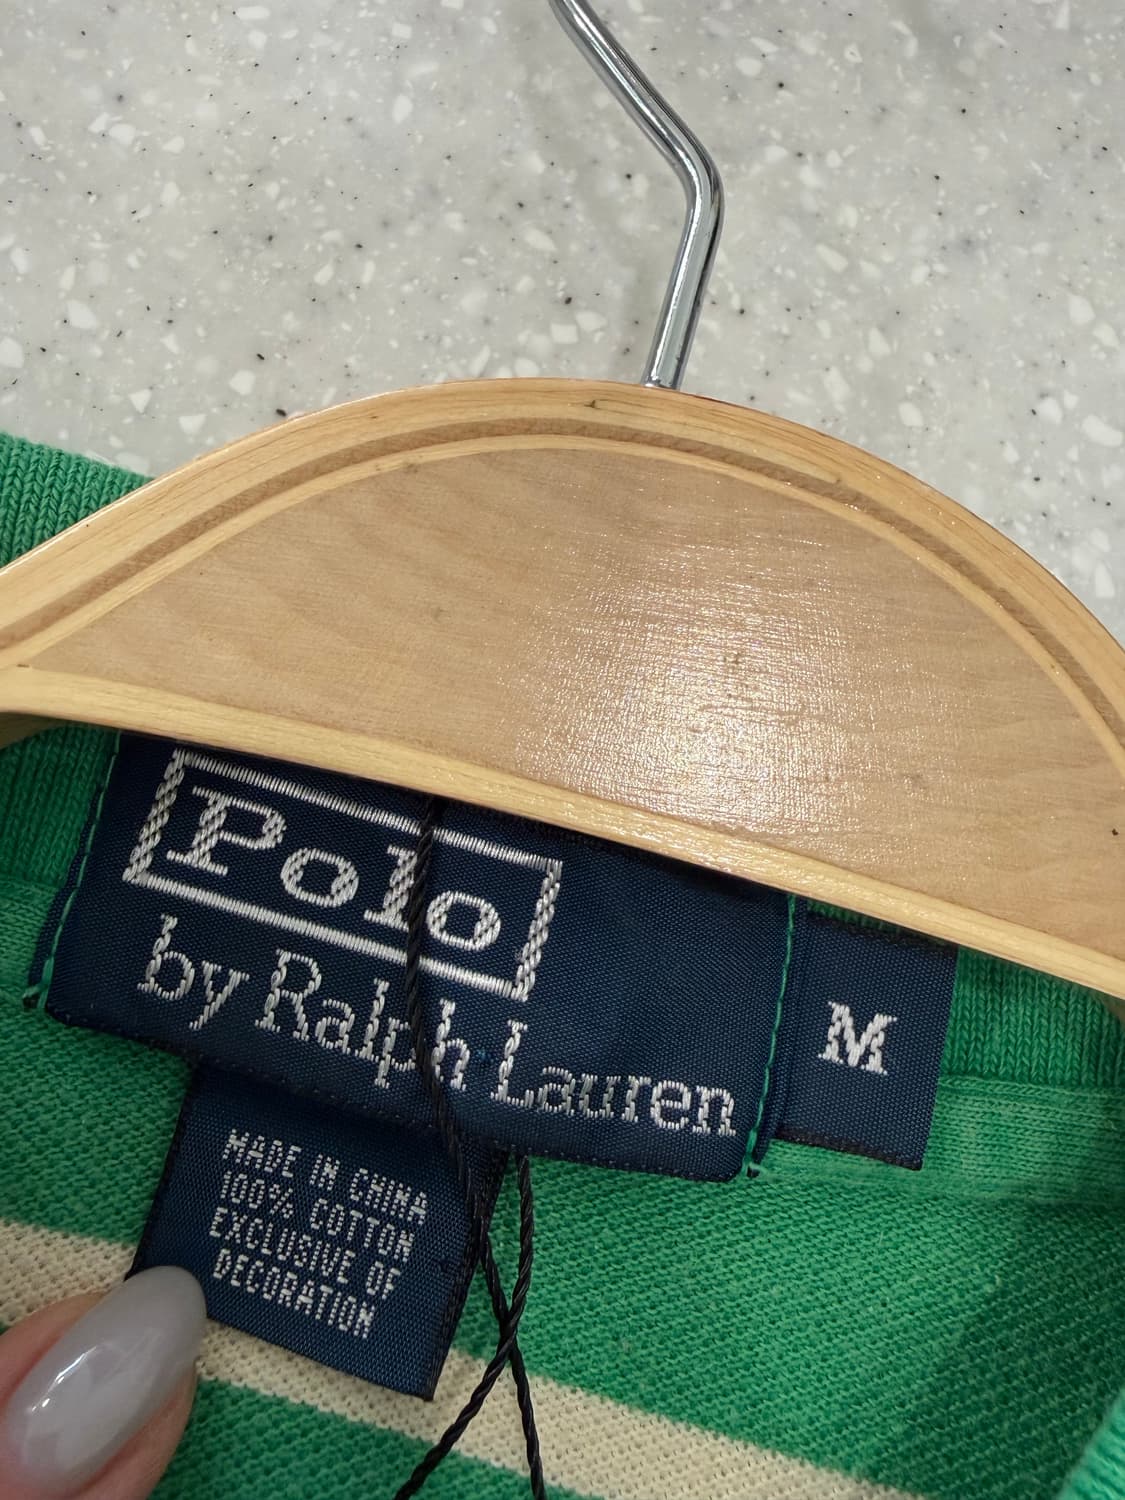 Polo
by Ralph Lauren
M
MADE IN CHINA
100% COTTON
EXCLUSIVE OF
DECORATION